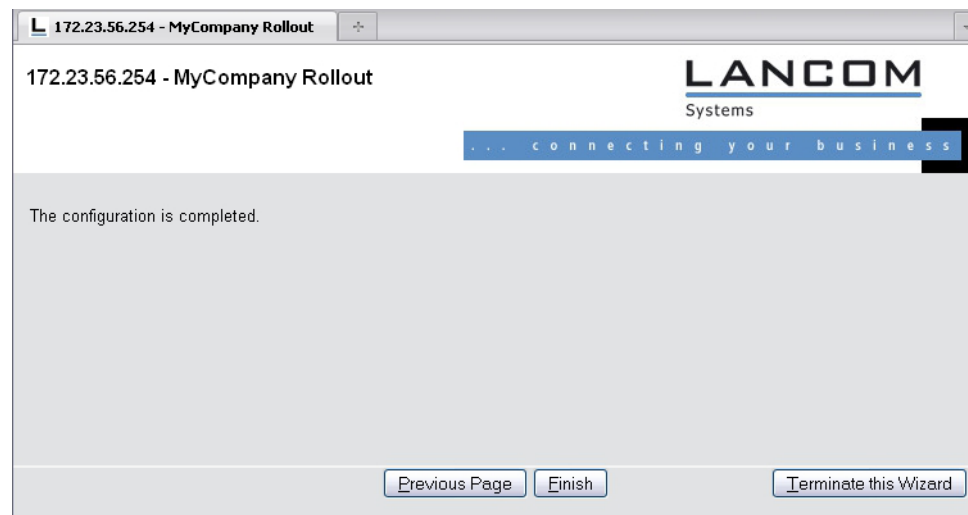 172.23.56.254 - MyCompany Rollout
172.23.56.254 - MyCompany Rollout
LANCOM
Systems
... connecting your business
The configuration is completed.
Previous Page
Finish
Terminate this Wizard